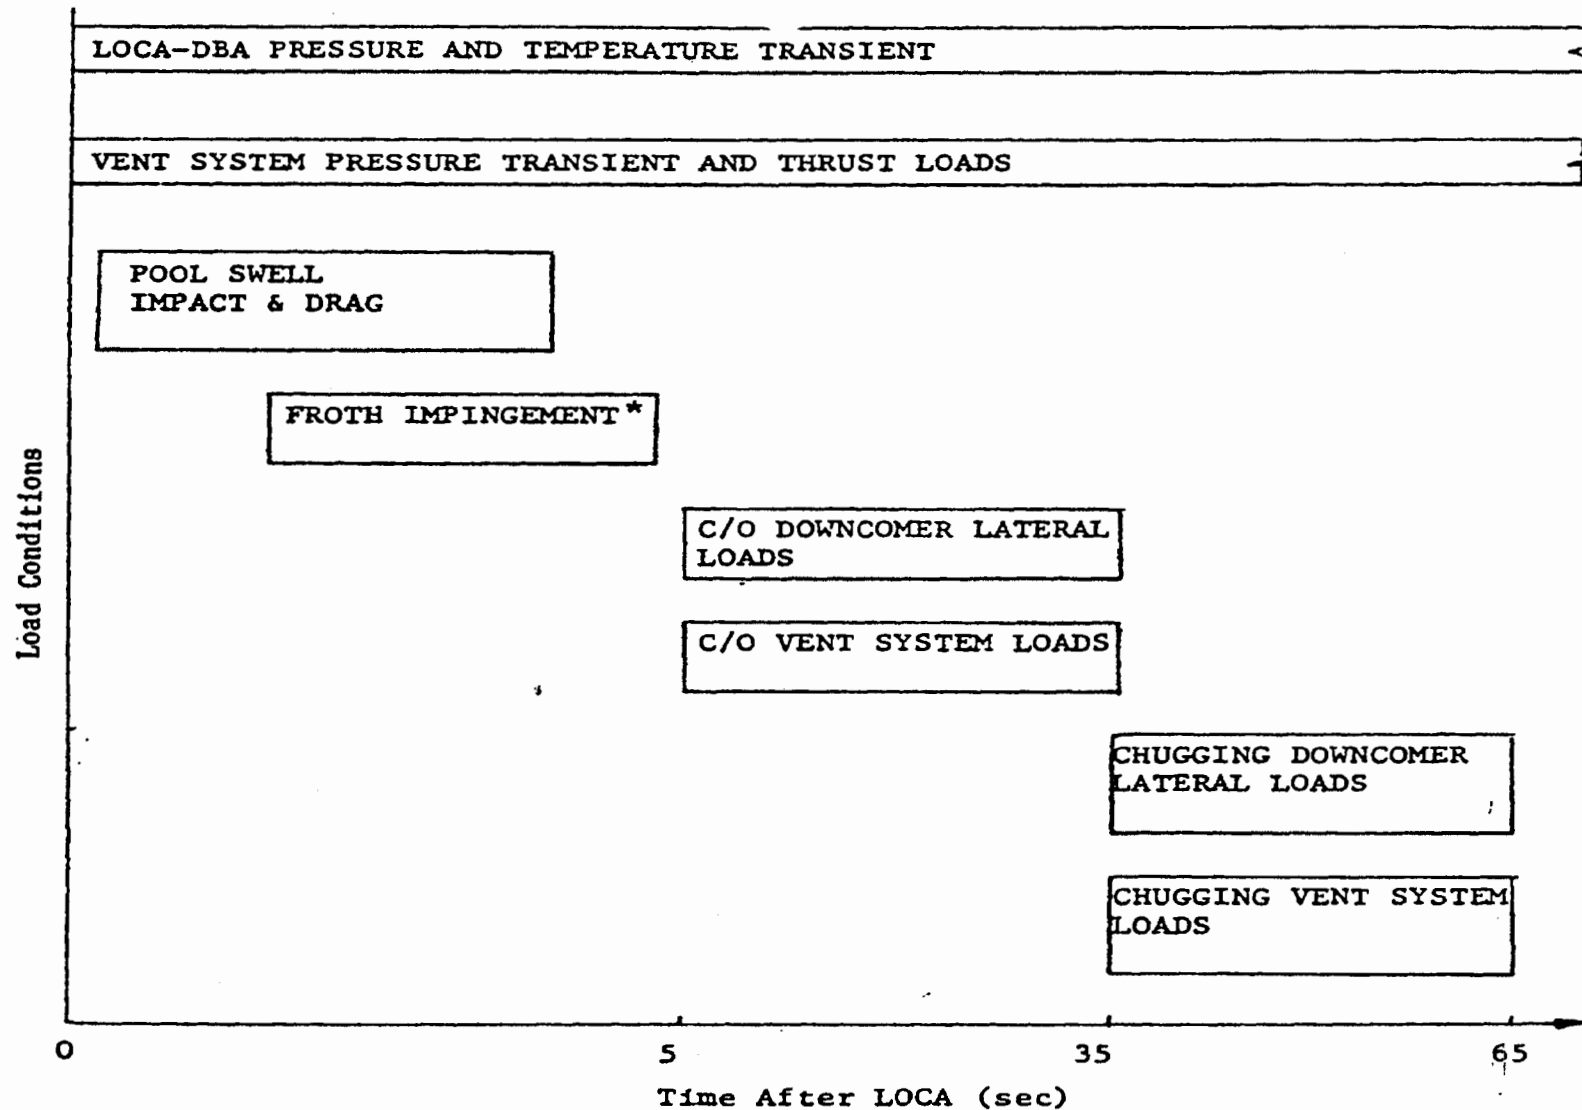 LOCA-DBA PRESSURE AND TEMPERATURE TRANSIENT
VENT SYSTEM PRESSURE TRANSIENT AND THRUST LOADS
POOL SWELL
IMPACT & DRAG
FROTH IMPINGEMENT*
C/O DOWNCOMER LATERAL
LOADS
C/O VENT SYSTEM LOADS
CHUGGING DOWNCOMER
LATERAL LOADS
CHUGGING VENT SYSTEM
LOADS
Load Conditions
0 5 35 65
Time After LOCA (sec)